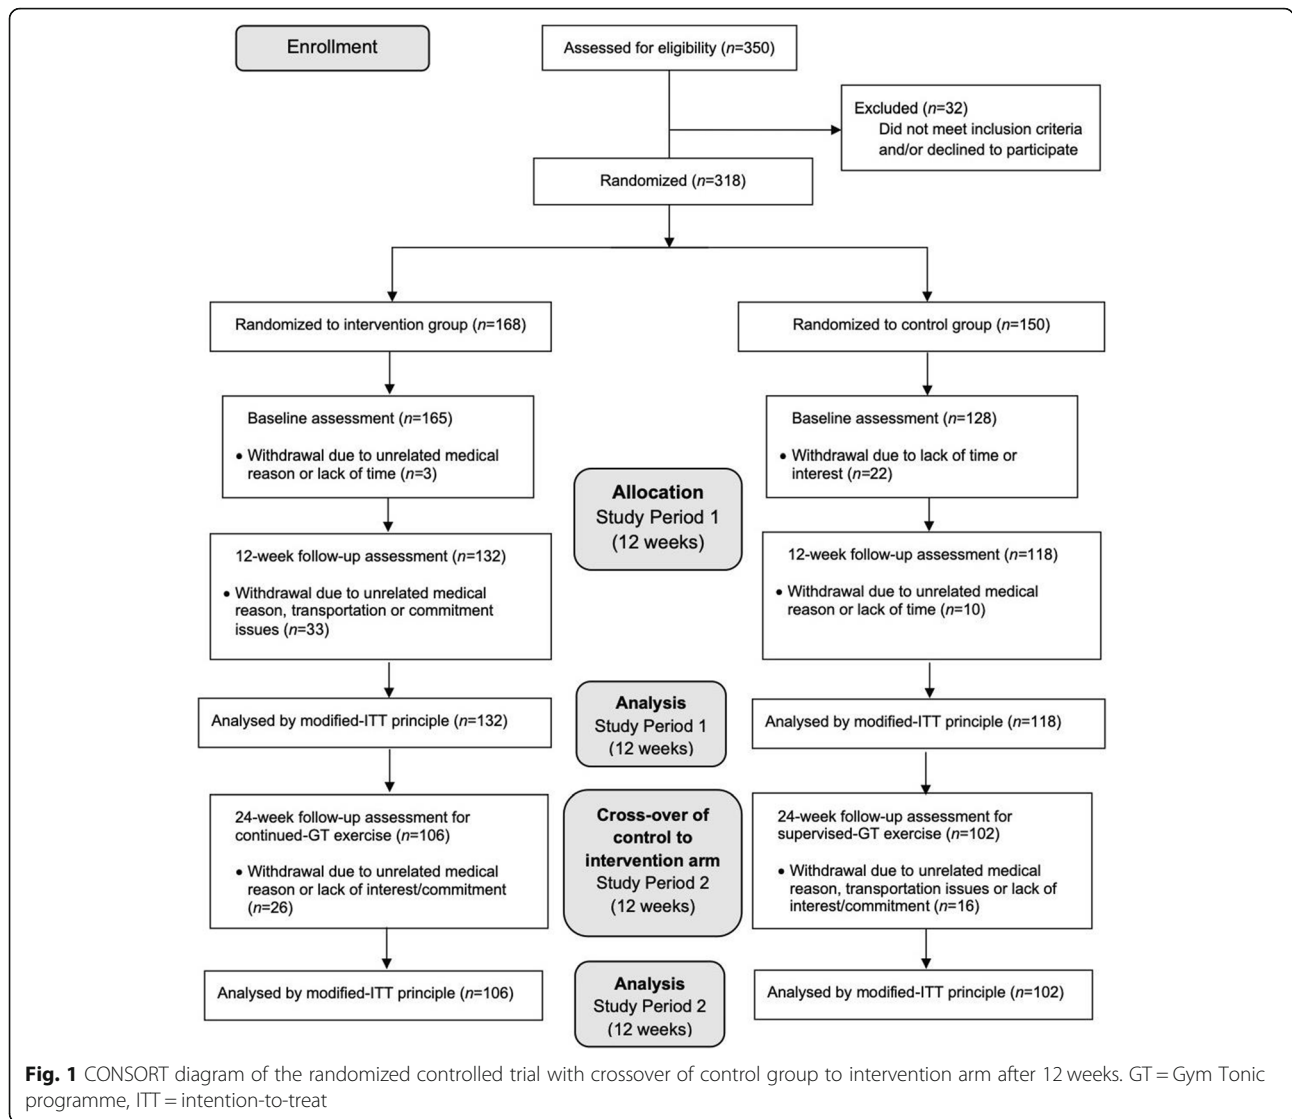 Enrollment
Assessed for eligibility (n=350)
Excluded (n=32)
Did not meet inclusion criteria
and/or declined to participate
Randomized (n=318)
Randomized to intervention group (n=168)
Randomized to control group (n=150)
Baseline assessment (n=165)
• Withdrawal due to unrelated medical
reason or lack of time (n=3)
Baseline assessment (n=128)
• Withdrawal due to lack of time or
interest (n=22)
Allocation
Study Period 1
(12 weeks)
12-week follow-up assessment (n=132)
• Withdrawal due to unrelated medical
reason, transportation or commitment
issues (n=33)
12-week follow-up assessment (n=118)
• Withdrawal due to unrelated medical
reason or lack of time (n=10)
Analysed by modified-ITT principle (n=132)
Analysis
Study Period 1
(12 weeks)
Analysed by modified-ITT principle (n=118)
24-week follow-up assessment for
continued-GT exercise (n=106)
• Withdrawal due to unrelated medical
reason or lack of interest/commitment
(n=26)
Cross-over of
control to
intervention arm
Study Period 2
(12 weeks)
24-week follow-up assessment for
supervised-GT exercise (n=102)
• Withdrawal due to unrelated medical
reason, transportation issues or lack of
interest/commitment (n=16)
Analysed by modified-ITT principle (n=106)
Analysis
Study Period 2
(12 weeks)
Analysed by modified-ITT principle (n=102)
Fig. 1 CONSORT diagram of the randomized controlled trial with crossover of control group to intervention arm after 12 weeks. GT = Gym Tonic
programme, ITT = intention-to-treat